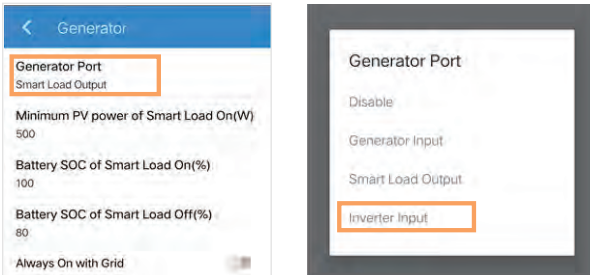 Generator
Generator Port
Smart Load Output
Minimum PV power of Smart Load On(W)
500
Battery SOC of Smart Load On(%)
100
Battery SOC of Smart Load Off(%)
80
Always On with Grid
Generator Port
Disable
Generator Input
Smart Load Output
Inverter Input